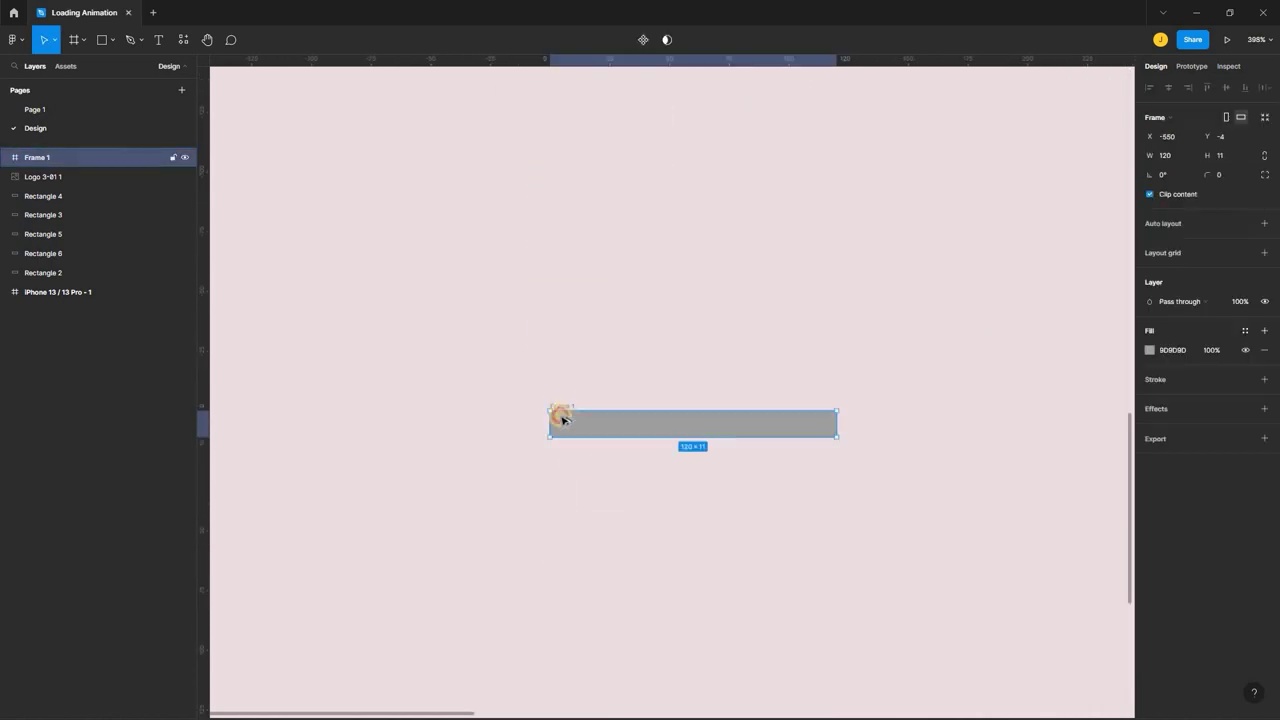 Loading Animation
J
Share
398%
Layers
Assets
Design
Design
Prototype
Inspect
Pages
Page 1
Design
Frame 1
Logo 3-01 1
Rectangle 4
Rectangle 3
Rectangle 5
Rectangle 6
Rectangle 2
iPhone 13 / 13 Pro - 1
0
120
120 × 11
Frame
X -550 Y -4
W 120 H 11
0° 0
Clip content
Auto layout
Layout grid
Layer
Pass through 100%
Fill
9D9D9D 100%
Stroke
Effects
Export
?